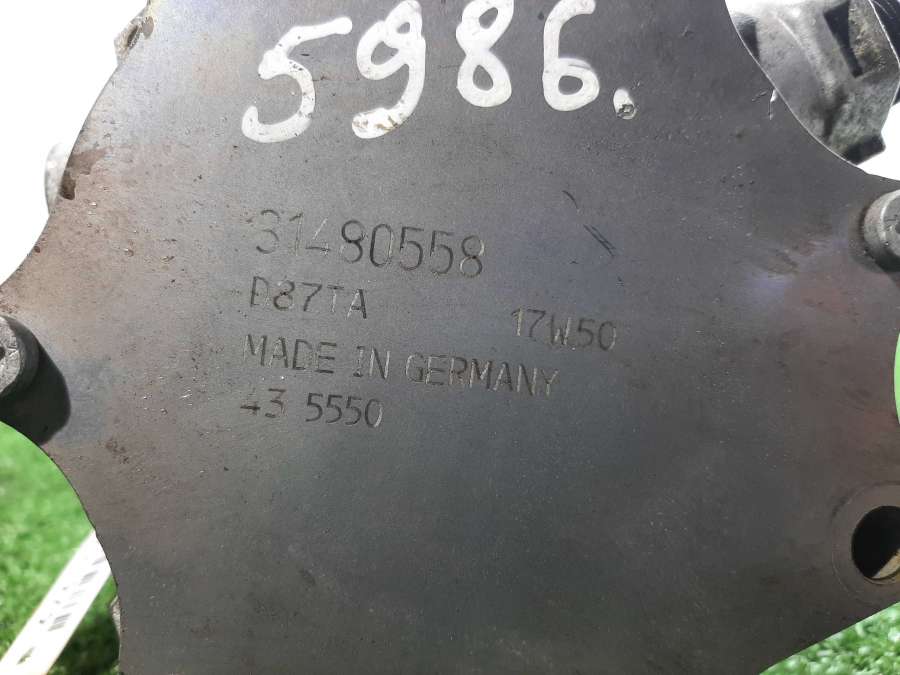 5986.
31480558
D87TA
17W50
MADE IN GERMANY
43 5550